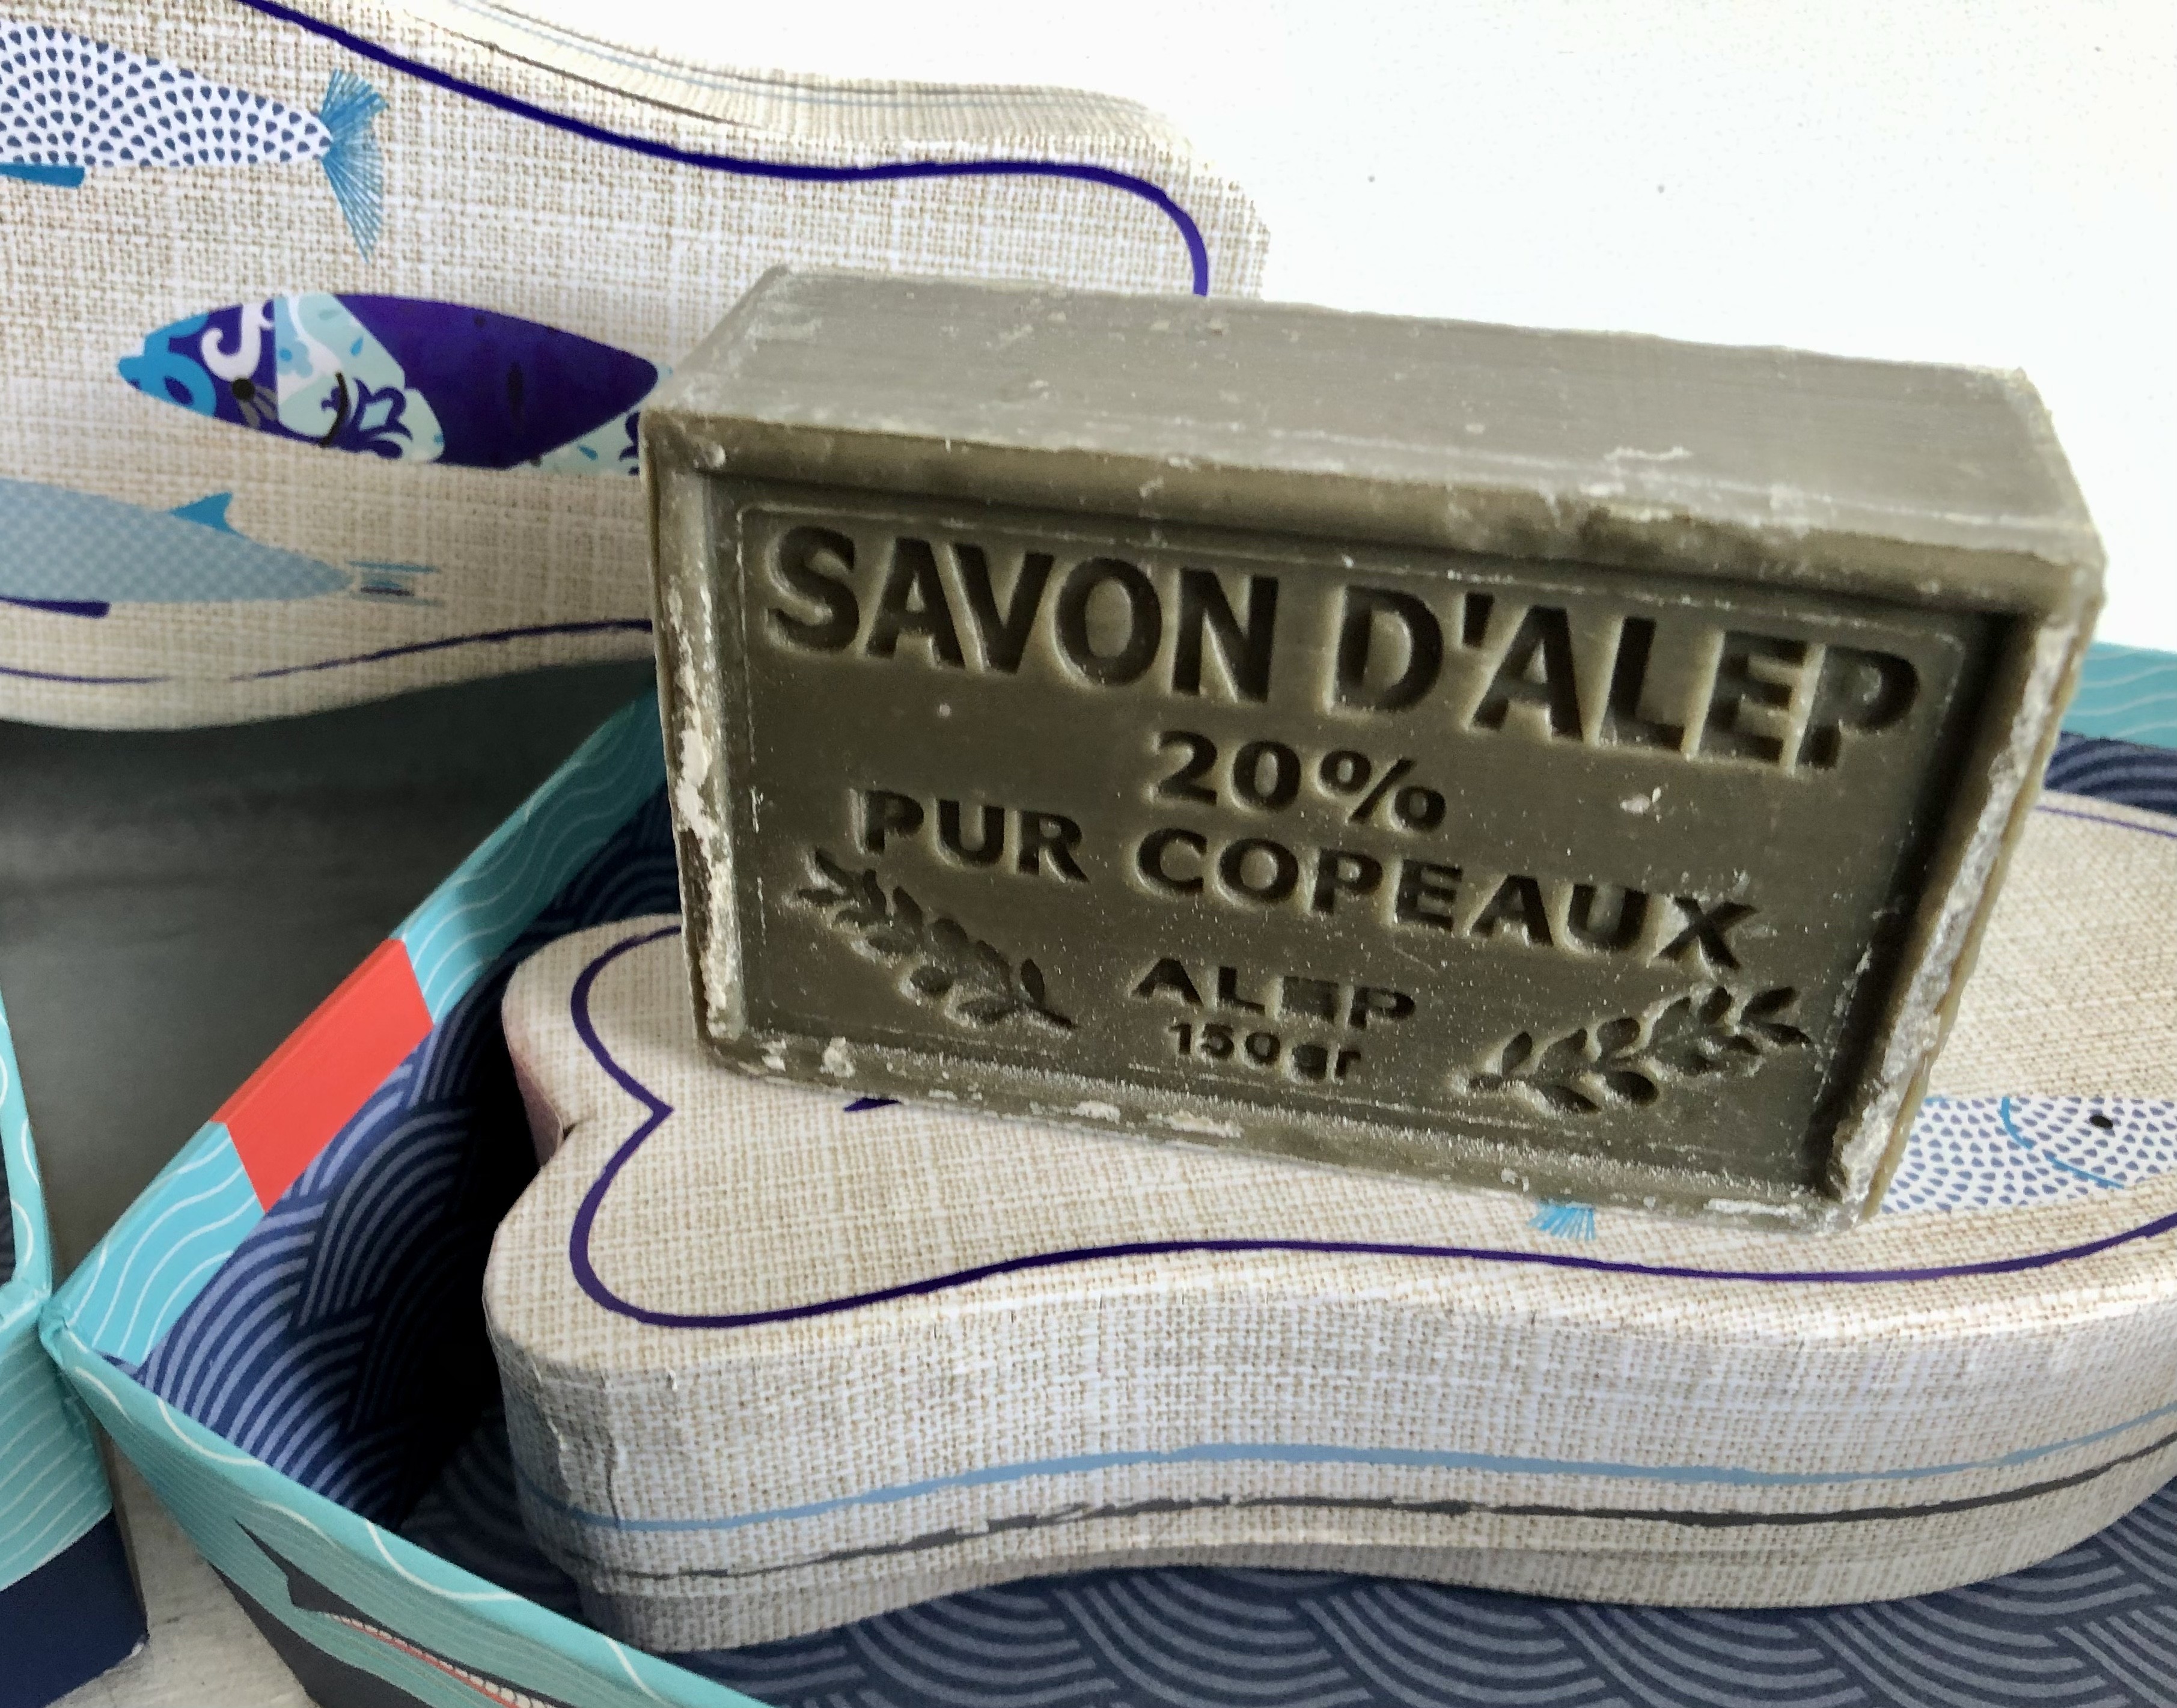 SAVON D'ALEP
20%
PUR COPEAUX
ALEP
150gr